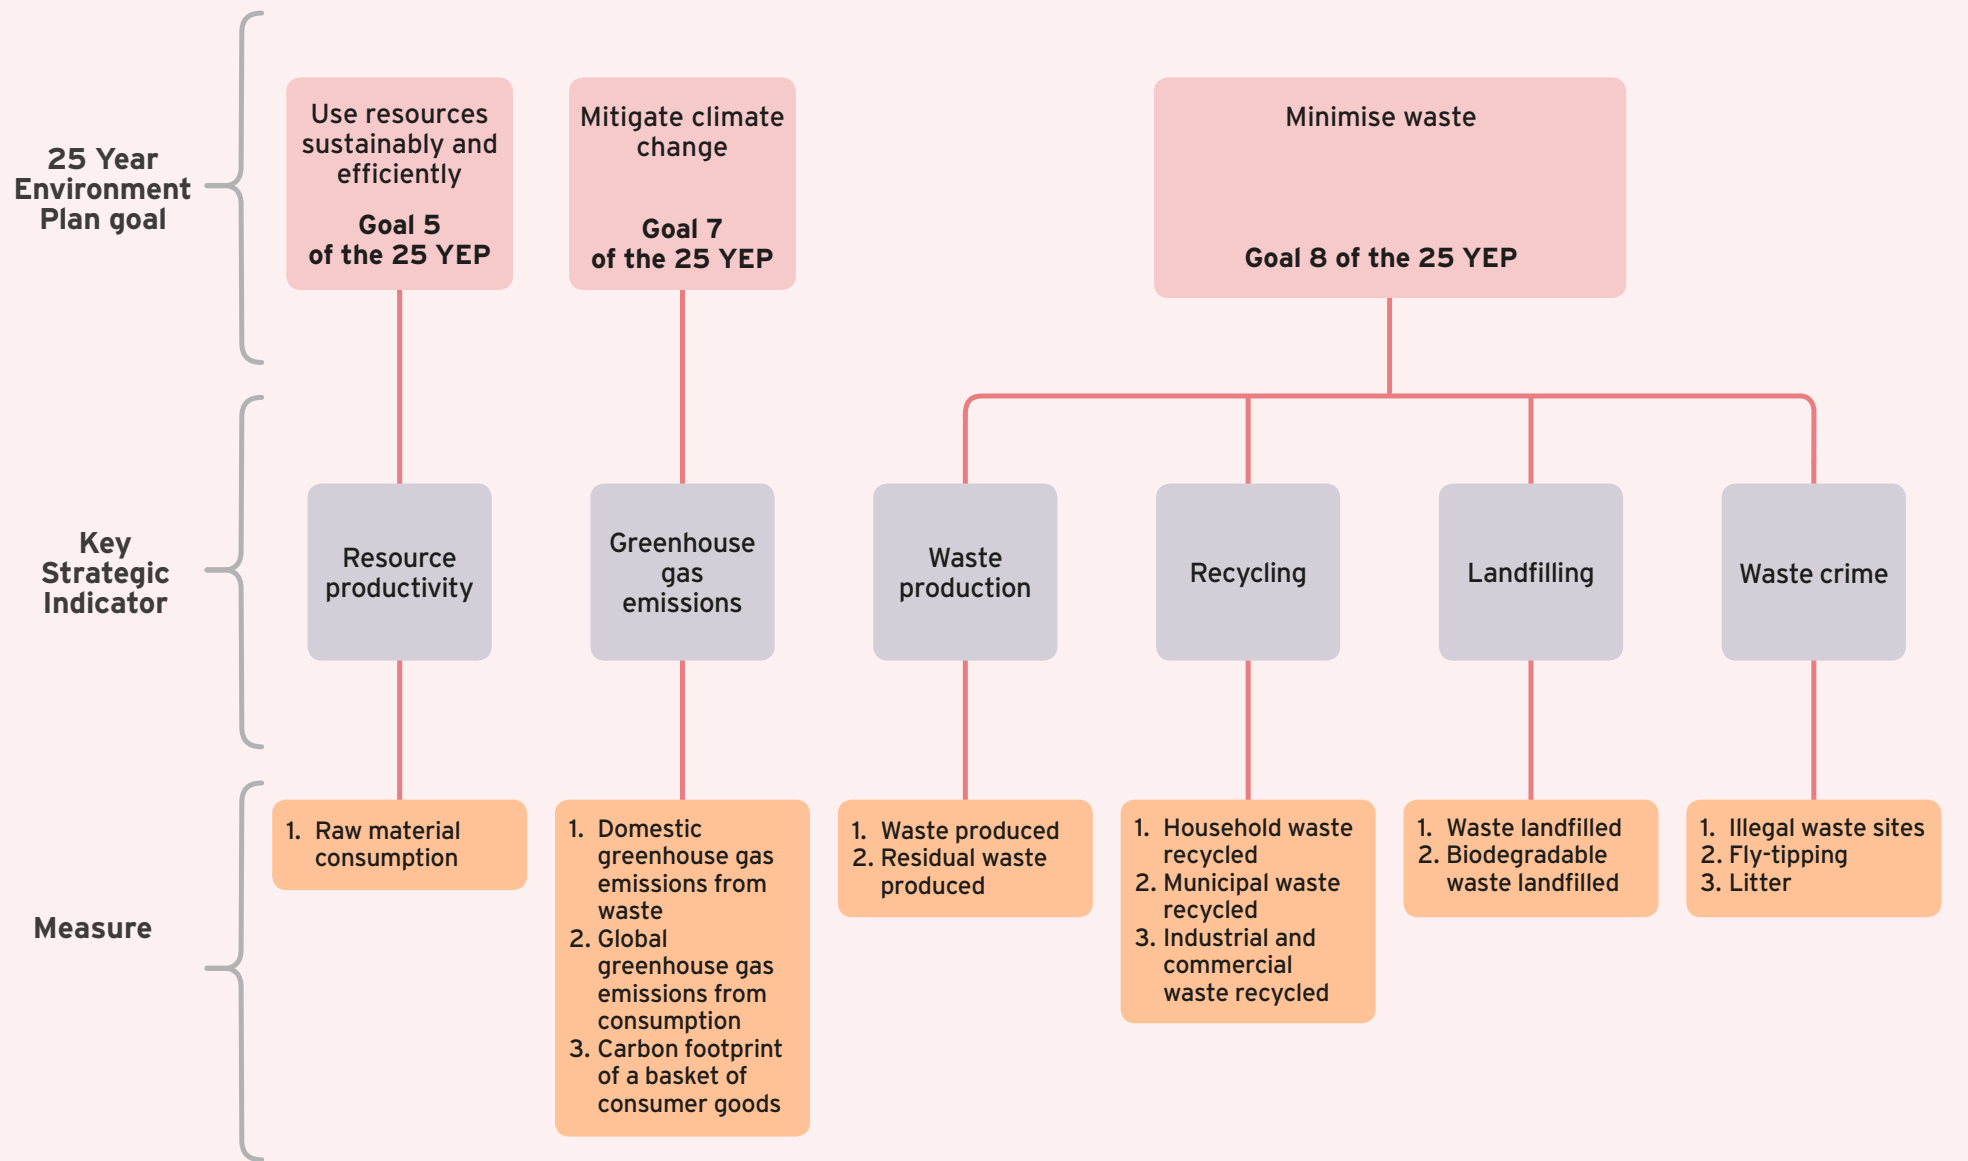 25 Year
Environment
Plan goal
Use resources
sustainably and
efficiently
Goal 5
of the 25 YEP
Mitigate climate
change
Goal 7
of the 25 YEP
Minimise waste
Goal 8 of the 25 YEP
Key
Strategic
Indicator
Resource
productivity
Greenhouse
gas
emissions
Waste
production
Recycling
Landfilling
Waste crime
Measure
1. Raw material
consumption
1. Domestic
greenhouse gas
emissions from
waste
2. Global
greenhouse gas
emissions from
consumption
3. Carbon footprint
of a basket of
consumer goods
1. Waste produced
2. Residual waste
produced
1. Household waste
recycled
2. Municipal waste
recycled
3. Industrial and
commercial
waste recycled
1. Waste landfilled
2. Biodegradable
waste landfilled
1. Illegal waste sites
2. Fly-tipping
3. Litter